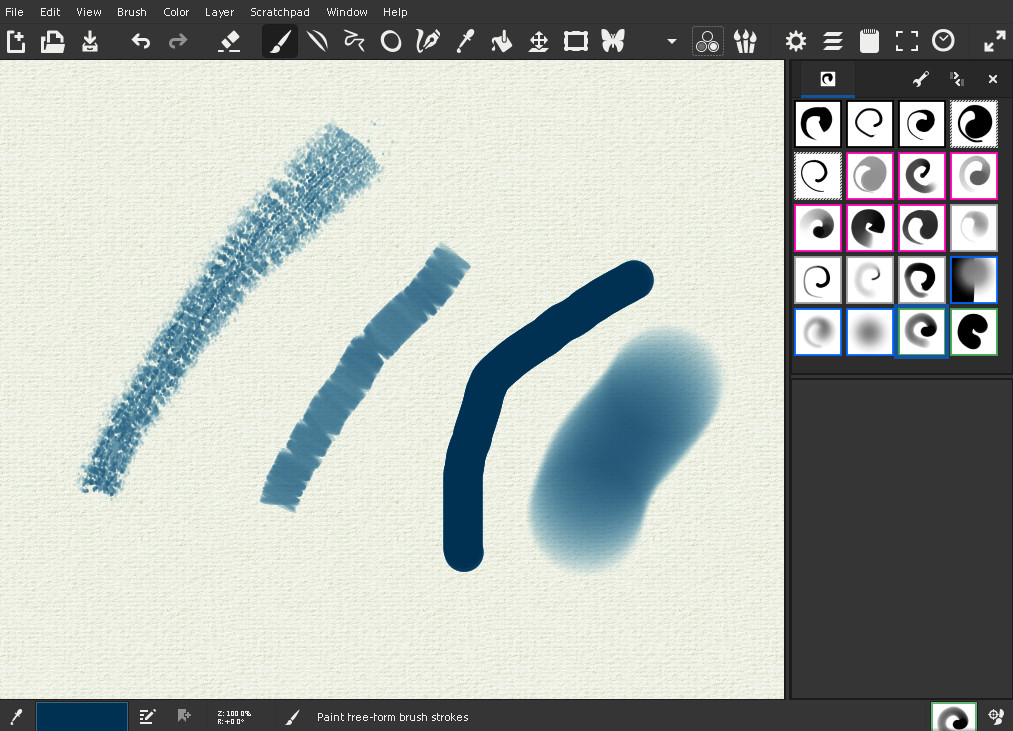 File Edit View Brush Color Layer Scratchpad Window Help
Z: 100.0%
R: +0.0°
Paint free-form brush strokes